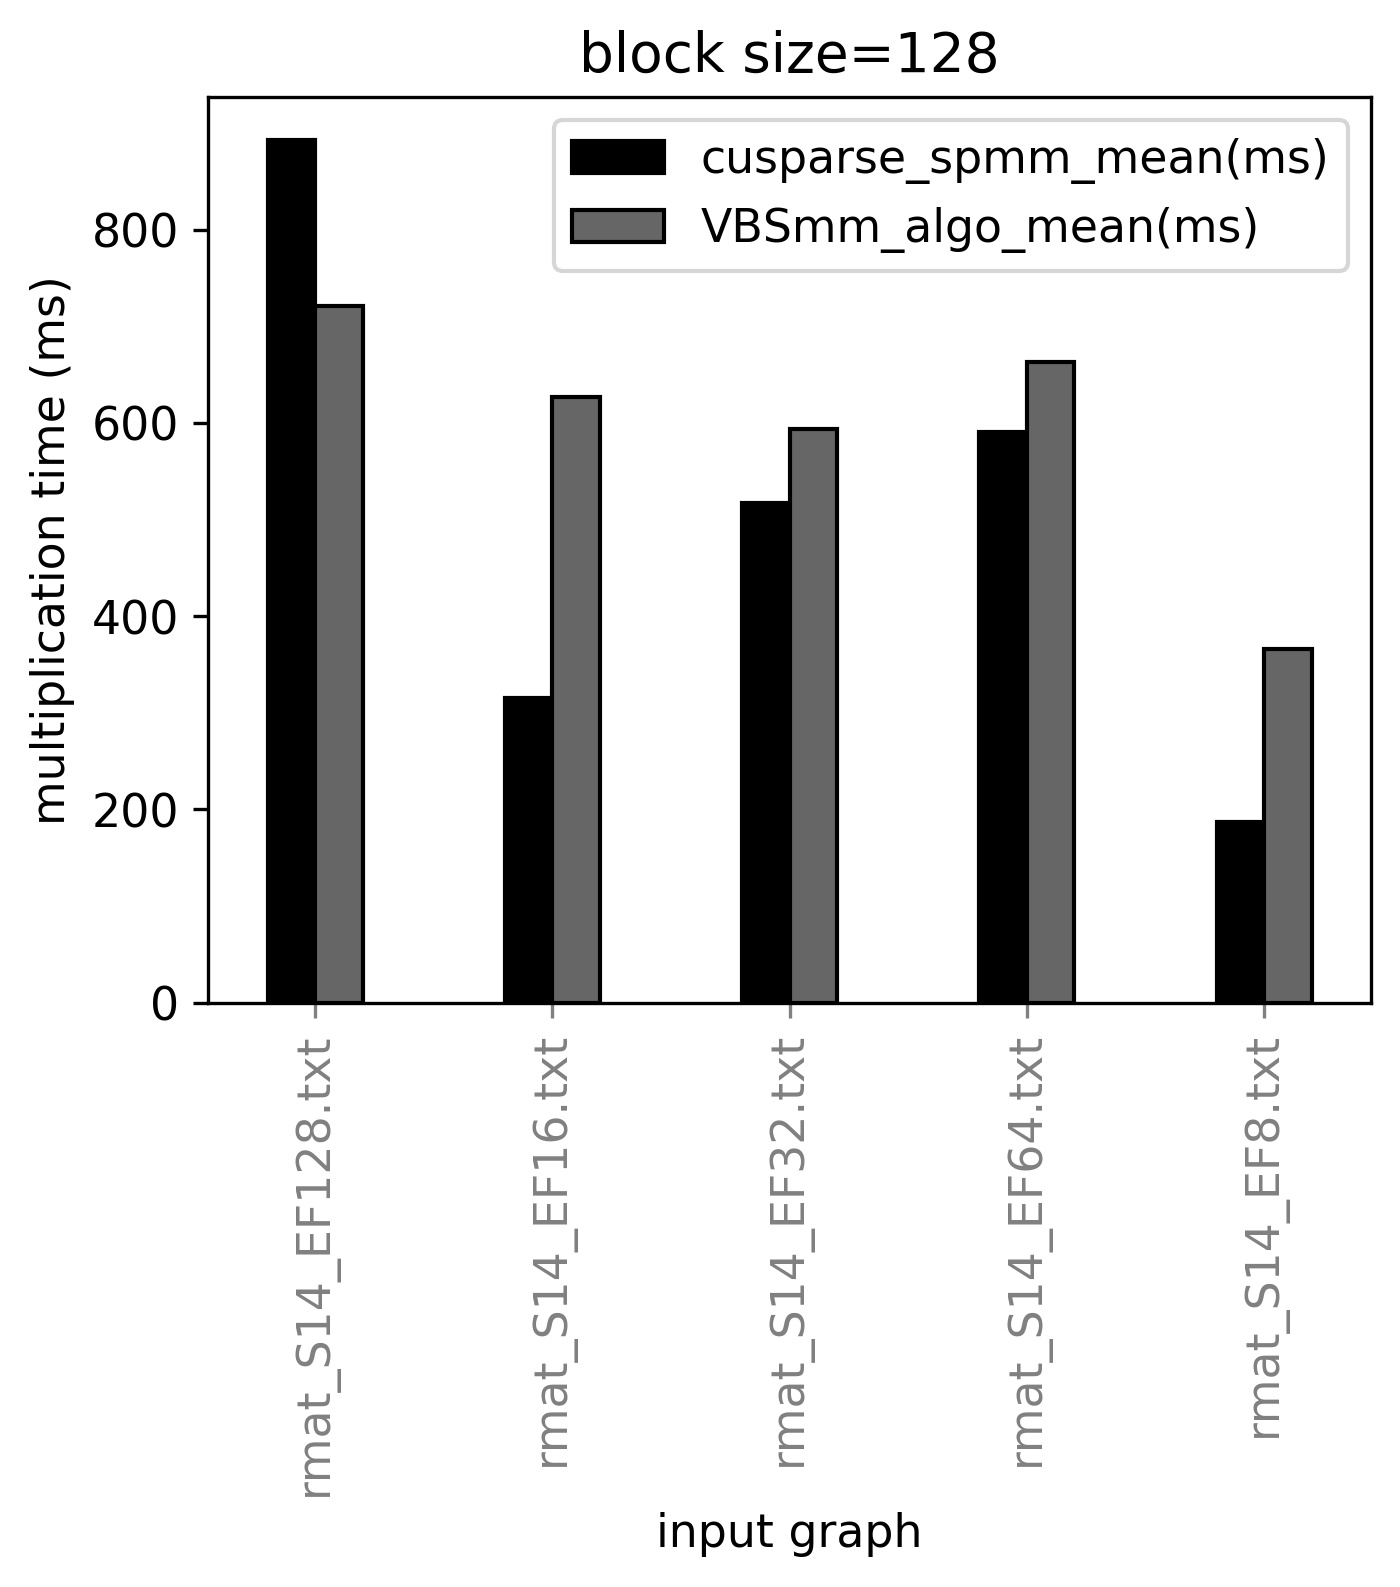 block size=128
cusparse_spmm_mean(ms)
VBSmm_algo_mean(ms)
multiplication time (ms)
800
600
400
200
0
rmat_S14_EF128.txt
rmat_S14_EF16.txt
rmat_S14_EF32.txt
rmat_S14_EF64.txt
rmat_S14_EF8.txt
input graph